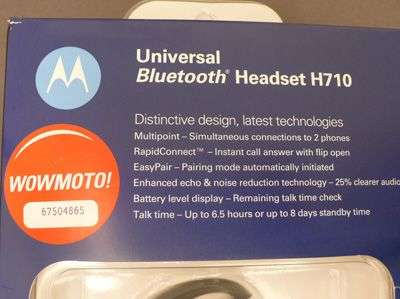 Universal
Bluetooth® Headset H710
Distinctive design, latest technologies
Multipoint – Simultaneous connections to 2 phones
RapidConnect™ – Instant call answer with flip open
EasyPair – Pairing mode automatically initiated
Enhanced echo & noise reduction technology – 25% clearer audio
Battery level display – Remaining talk time check
Talk time – Up to 6.5 hours or up to 8 days standby time
WOWMOTO!
67504865